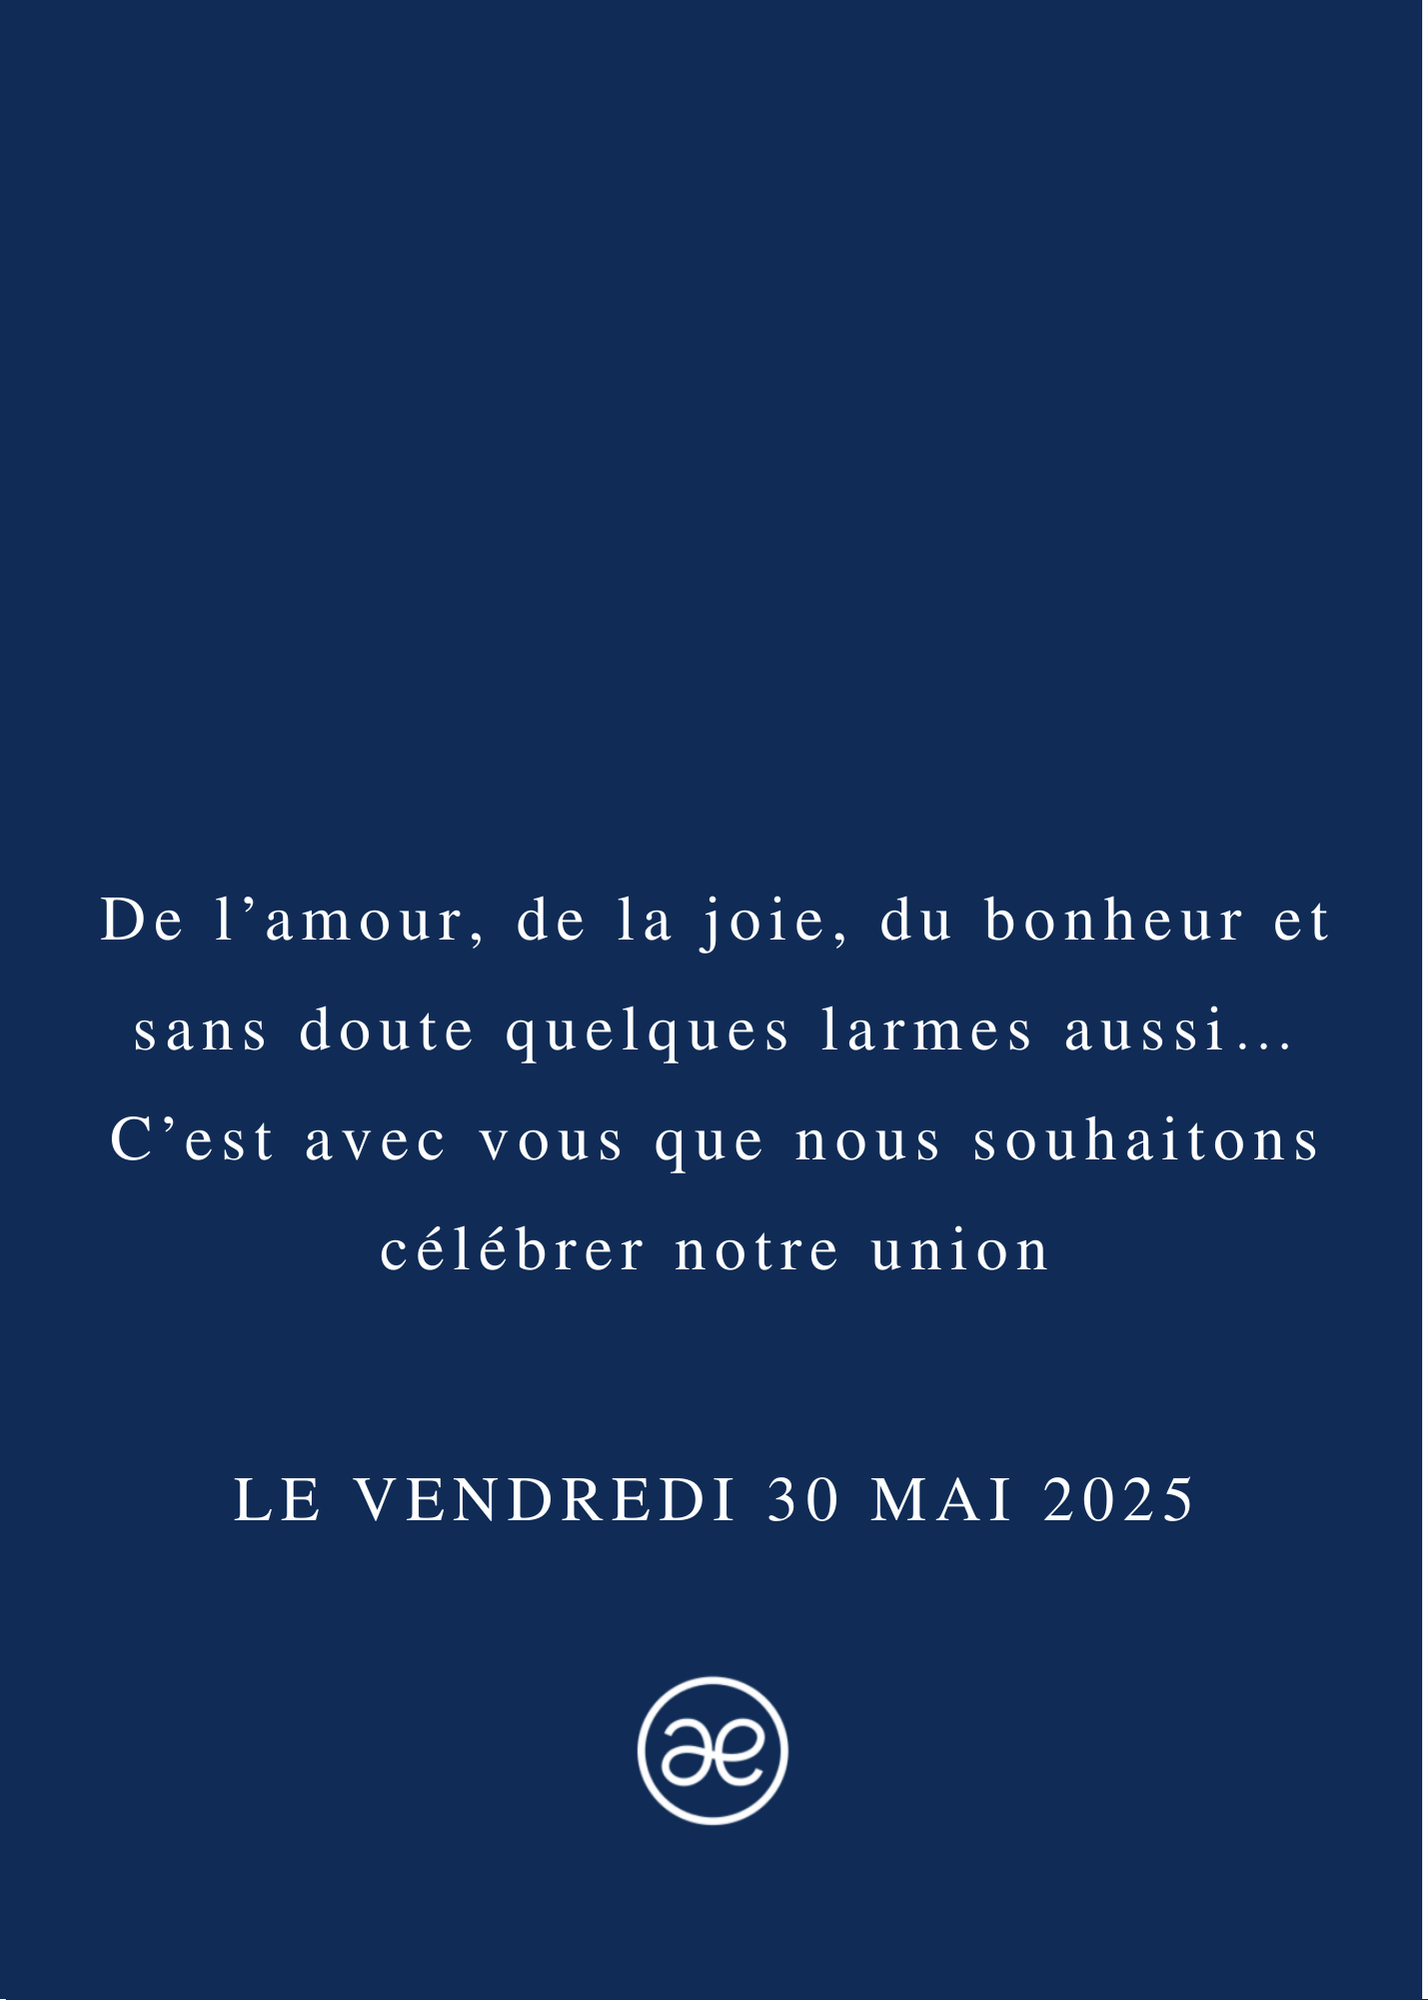 De l’amour, de la joie, du bonheur et
sans doute quelques larmes aussi…
C’est avec vous que nous souhaitons
célébrer notre union
LE VENDREDI 30 MAI 2025
æ